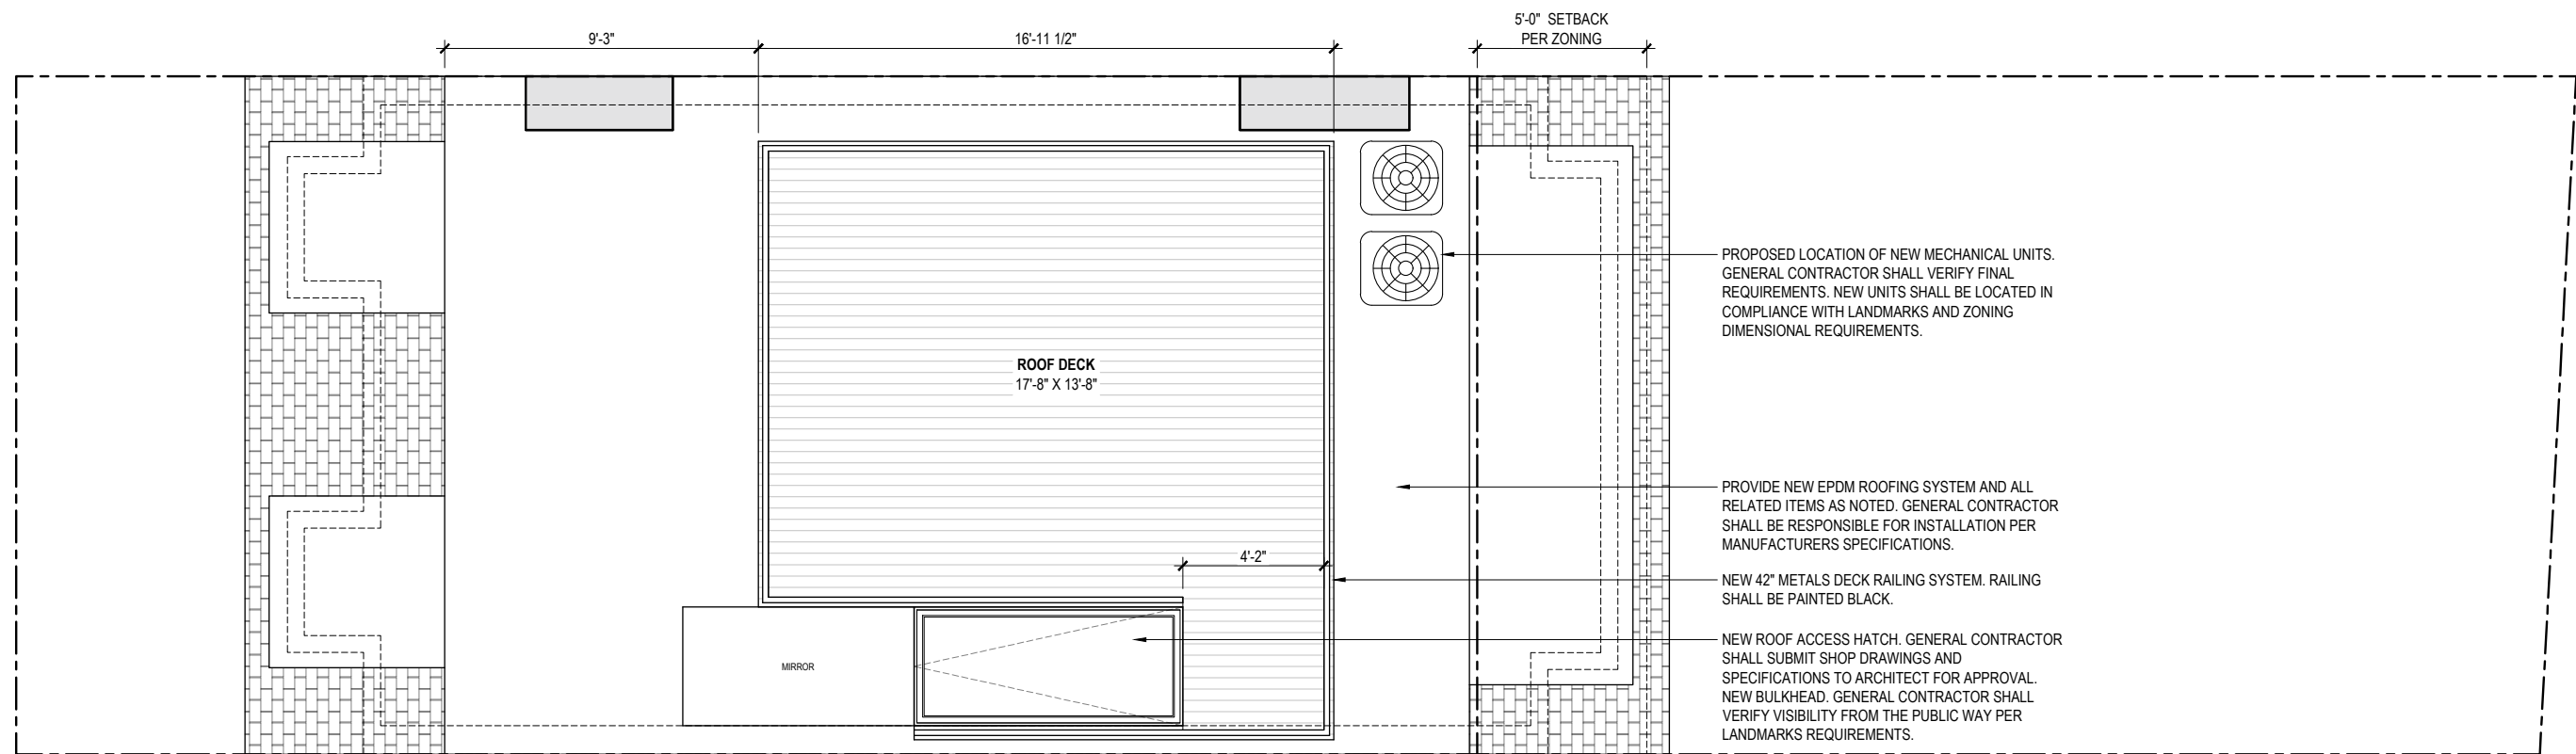 5'-0" SETBACK
PER ZONING
9'-3"
16'-11 1/2"
PROPOSED LOCATION OF NEW MECHANICAL UNITS.
GENERAL CONTRACTOR SHALL VERIFY FINAL
REQUIREMENTS. NEW UNITS SHALL BE LOCATED IN
COMPLIANCE WITH LANDMARKS AND ZONING
DIMENSIONAL REQUIREMENTS.
ROOF DECK
17'-8" X 13'-8"
PROVIDE NEW EPDM ROOFING SYSTEM AND ALL
RELATED ITEMS AS NOTED. GENERAL CONTRACTOR
SHALL BE RESPONSIBLE FOR INSTALLATION PER
MANUFACTURERS SPECIFICATIONS.
4'-2"
NEW 42" METALS DECK RAILING SYSTEM. RAILING
SHALL BE PAINTED BLACK.
NEW ROOF ACCESS HATCH. GENERAL CONTRACTOR
SHALL SUBMIT SHOP DRAWINGS AND
SPECIFICATIONS TO ARCHITECT FOR APPROVAL.
NEW BULKHEAD. GENERAL CONTRACTOR SHALL
VERIFY VISIBILITY FROM THE PUBLIC WAY PER
LANDMARKS REQUIREMENTS.
MIRROR